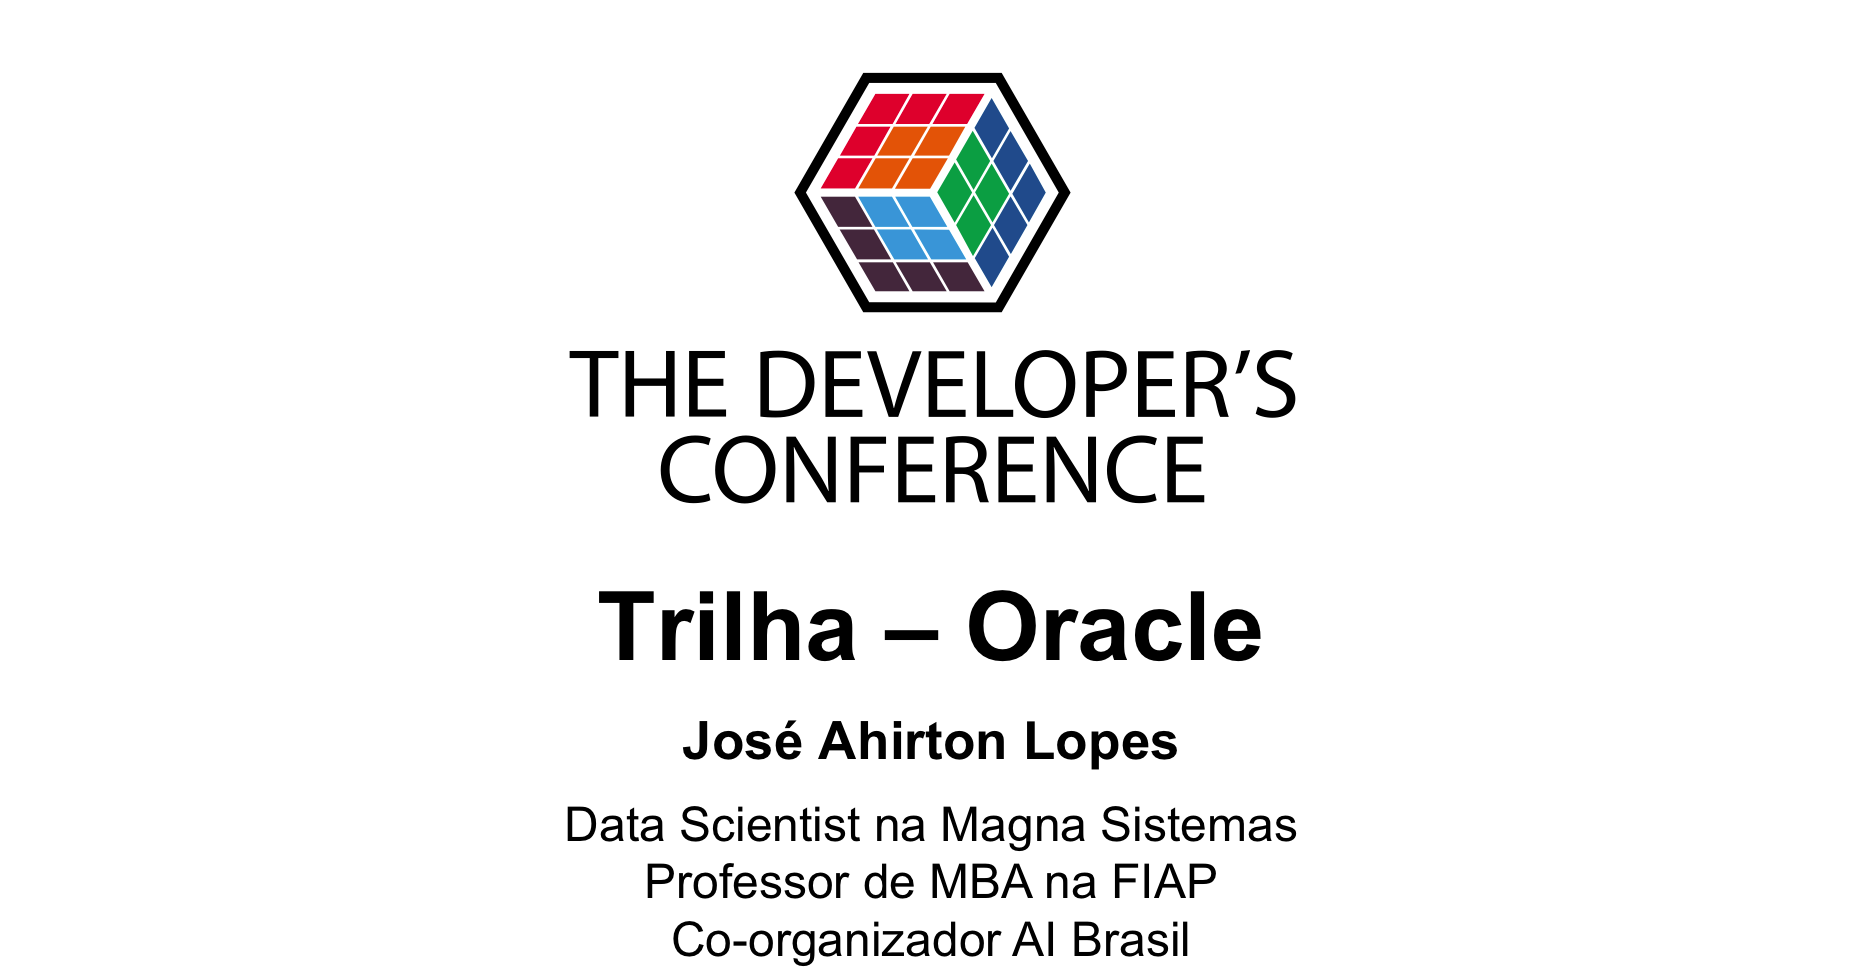 THE DEVELOPER’S
CONFERENCE
Trilha – Oracle
José Ahirton Lopes
Data Scientist na Magna Sistemas
Professor de MBA na FIAP
Co-organizador AI Brasil